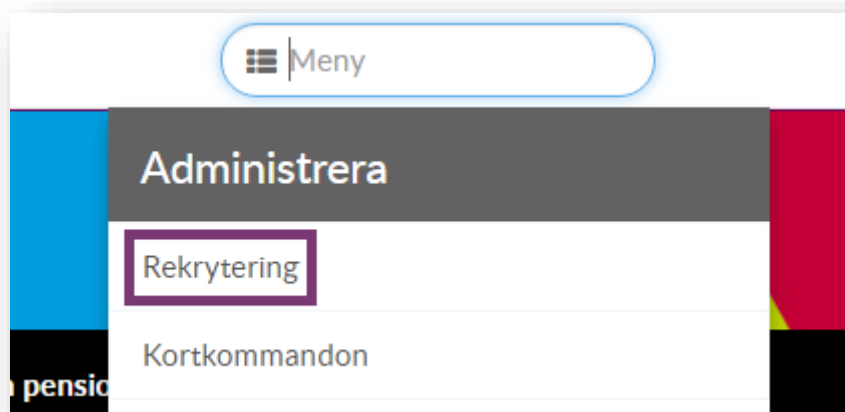 Meny
Administrera
Rekrytering
Kortkommandon
pensio